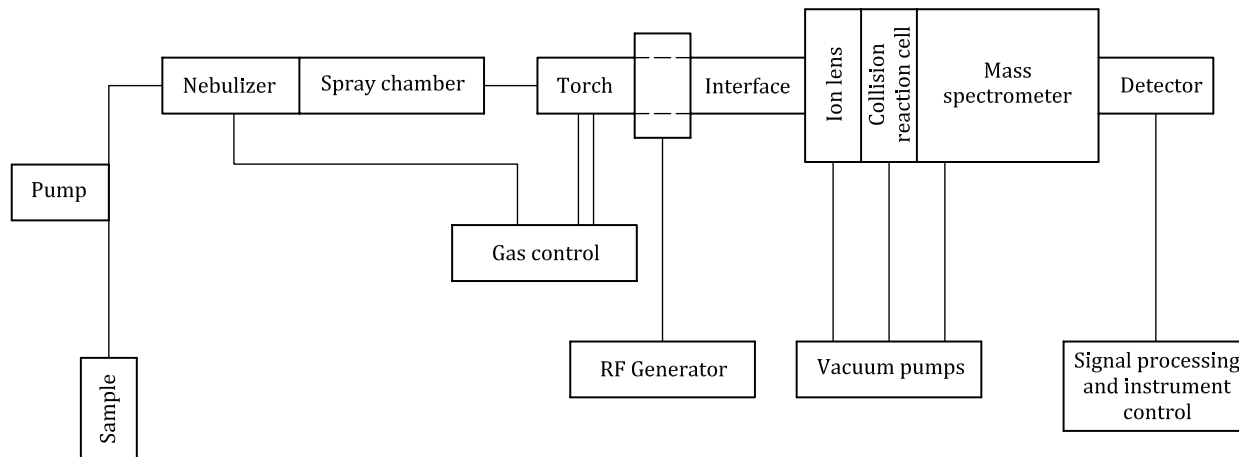 Nebulizer
Spray chamber
Torch
Interface
Ion lens
Collision
reaction cell
Mass
spectrometer
Detector
Pump
Gas control
Sample
RF Generator
Vacuum pumps
Signal processing
and instrument
control